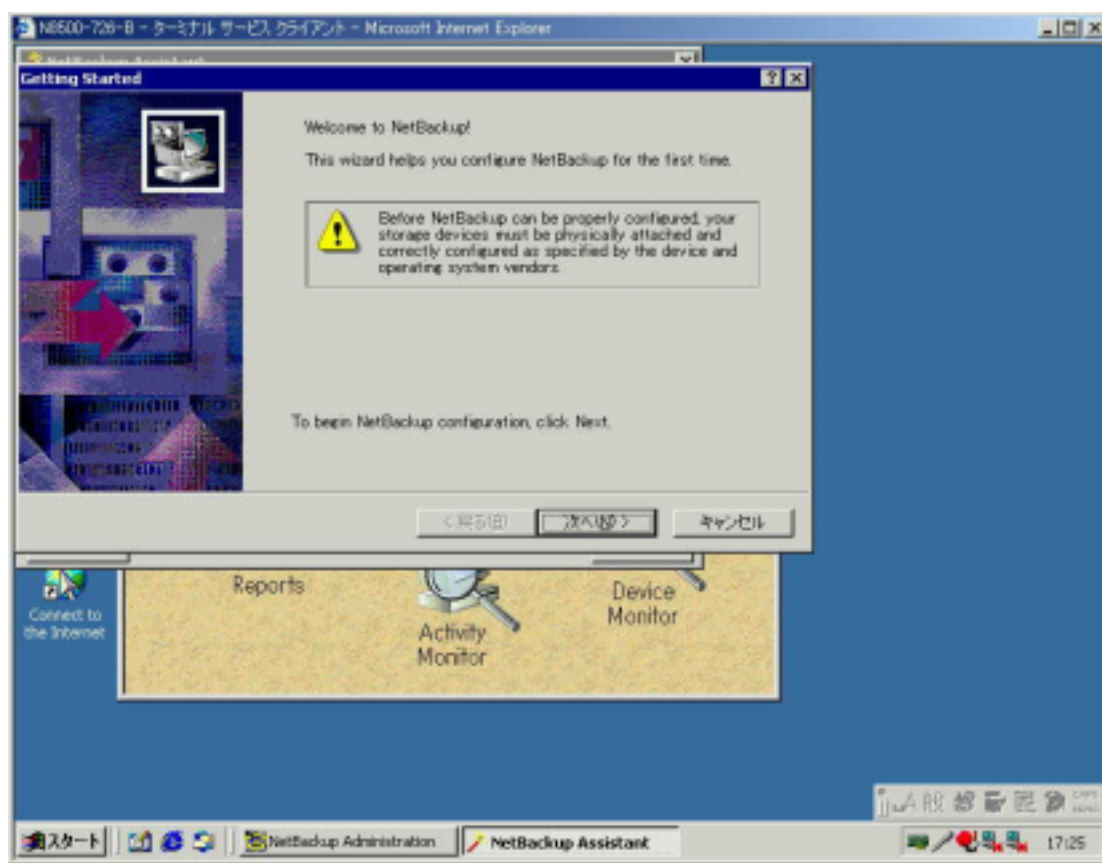 N8500-726-B - ターミナル サービス クライアント - Microsoft Internet Explorer
NetBackup Assistant
Getting Started
Welcome to NetBackup!
This wizard helps you configure NetBackup for the first time.
Before NetBackup can be properly configured, your
storage devices must be physically attached and
correctly configured as specified by the device and
operating system vendors.
To begin NetBackup configuration, click Next.
< 戻る(B)
次へ(N) >
キャンセル
Reports
Device
Monitor
Activity
Monitor
Connect to
the Internet
A 般
CAPS
スタート
NetBackup Administration
NetBackup Assistant
17:25